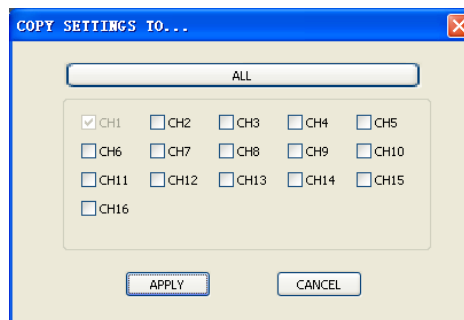 COPY SETTINGS TO...
ALL
CH1 CH2 CH3 CH4 CH5
CH6 CH7 CH8 CH9 CH10
CH11 CH12 CH13 CH14 CH15
CH16
APPLY CANCEL